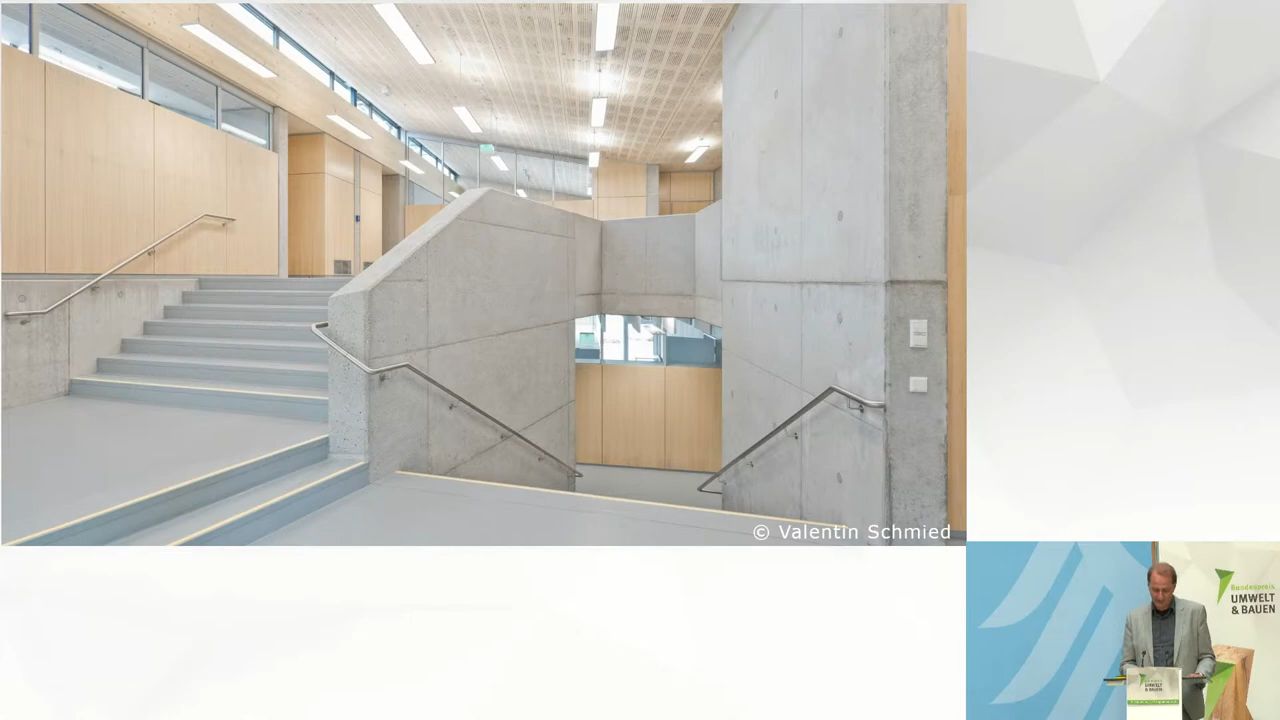 © Valentin Schmied
Bundespreis
UMWELT
& BAUEN
UMWELT
& BAUEN